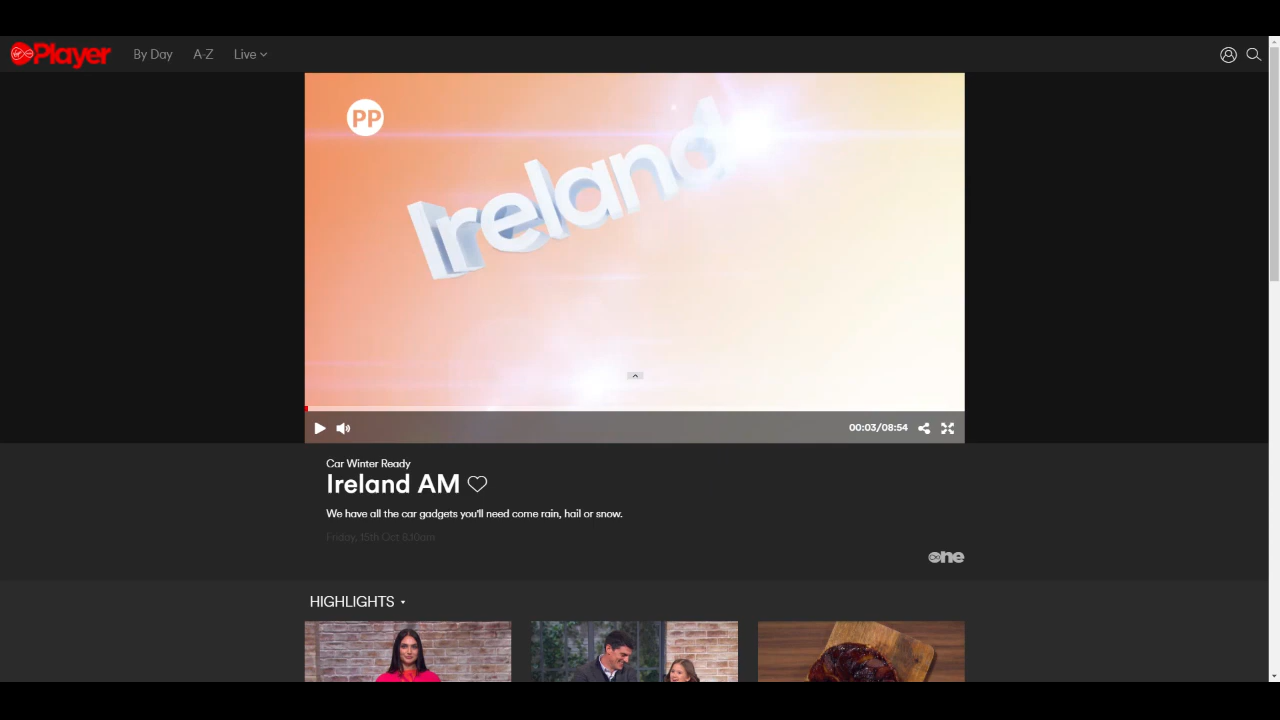 Player
By Day
A-Z
Live
PP
Ireland
00:03/08:54
Car Winter Ready
Ireland AM
We have all the car gadgets you'll need come rain, hail or snow.
Friday, 15th Oct 8.10am
one
HIGHLIGHTS